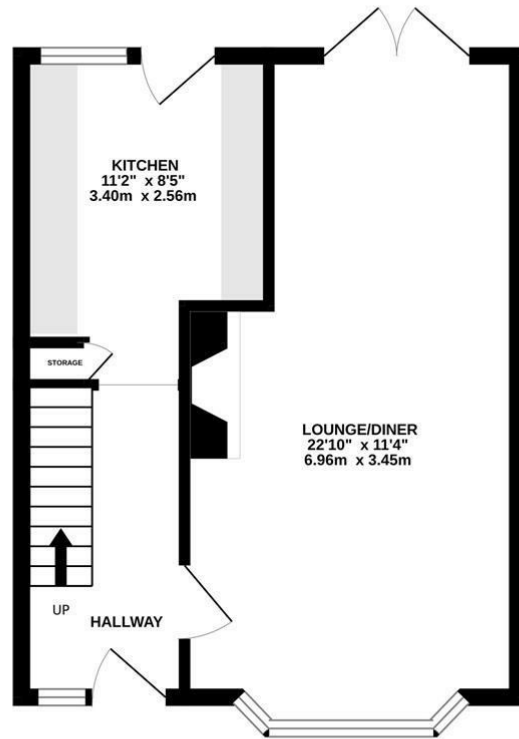 KITCHEN
11'2" x 8'5"
3.40m x 2.56m
STORAGE
LOUNGE/DINER
22'10" x 11'4"
6.96m x 3.45m
UP
HALLWAY